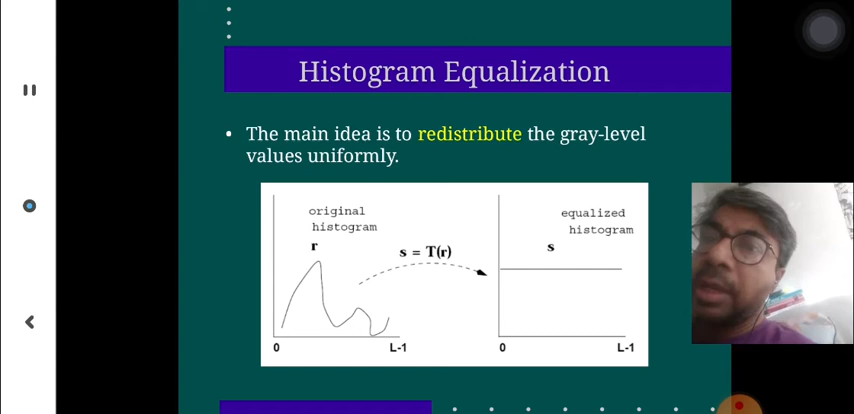 Histogram Equalization
• The main idea is to redistribute the gray-level
values uniformly.
original
histogram
r
s = T(r)
equalized
histogram
s
0
L-1
0
L-1